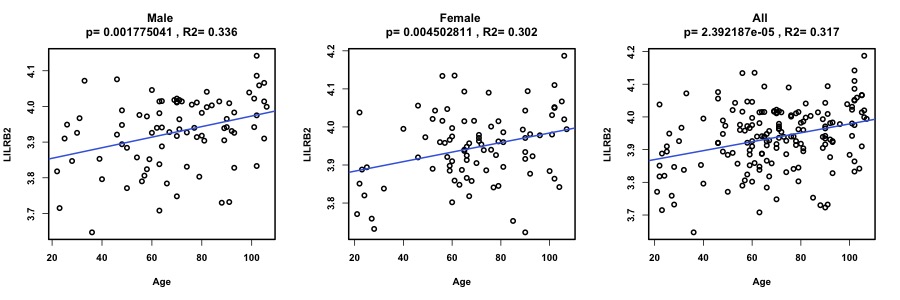 Male
p= 0.001775041 , R2= 0.336
LILRB2
4.1
4.0
3.9
3.8
3.7
20 40 60 80 100
Age
Female
p= 0.004502811 , R2= 0.302
LILRB2
4.2
4.1
4.0
3.9
3.8
20 40 60 80 100
Age
All
p= 2.392187e-05 , R2= 0.317
LILRB2
4.2
4.1
4.0
3.9
3.8
3.7
20 40 60 80 100
Age